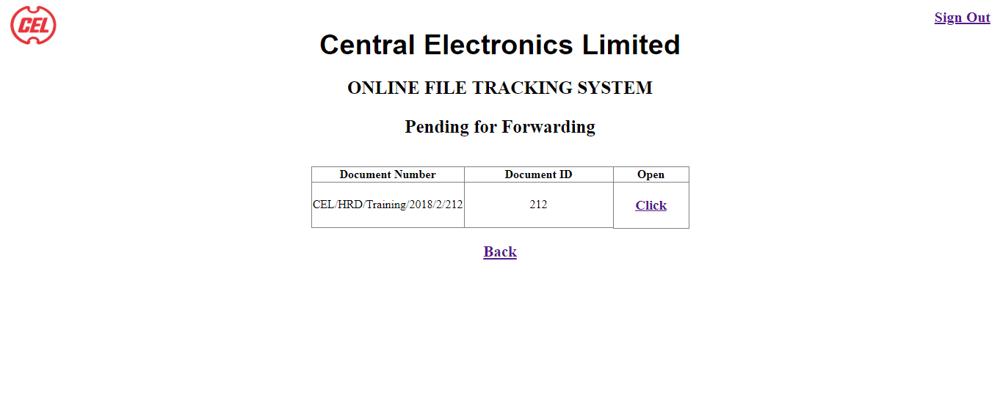 CEL
Sign Out
Central Electronics Limited
ONLINE FILE TRACKING SYSTEM
Pending for Forwarding
Document Number Document ID Open
CEL/HRD/Training/2018/2/212 212 Click
Back